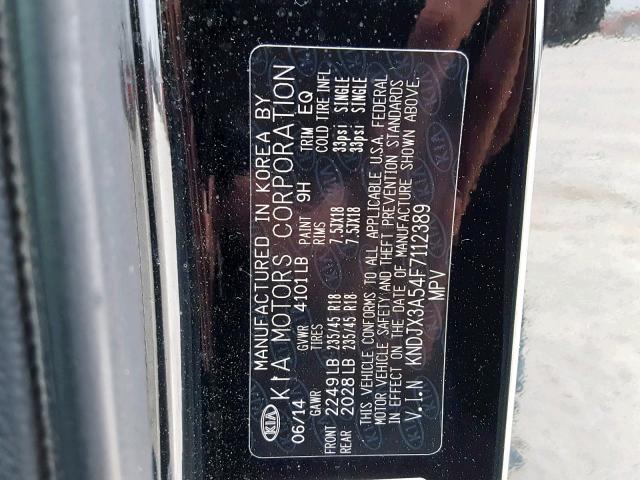 KIA
MANUFACTURED IN KOREA BY
KIA MOTORS CORPORATION
06/14 GVWR 4101LB PAINT 9H TRIM EQ
GAWR TIRES RIMS COLD TIRE INFL
FRONT 2249LB 235/45 R18 7.5JX18 33psi SINGLE
REAR 2028LB 235/45 R18 7.5JX18 33psi SINGLE
THIS VEHICLE CONFORMS TO ALL APPLICABLE U.S.A. FEDERAL
MOTOR VEHICLE SAFETY AND THEFT PREVENTION STANDARDS
IN EFFECT ON THE DATE OF MANUFACTURE SHOWN ABOVE.
V.I.N KNDJX3A54F7112389
MPV